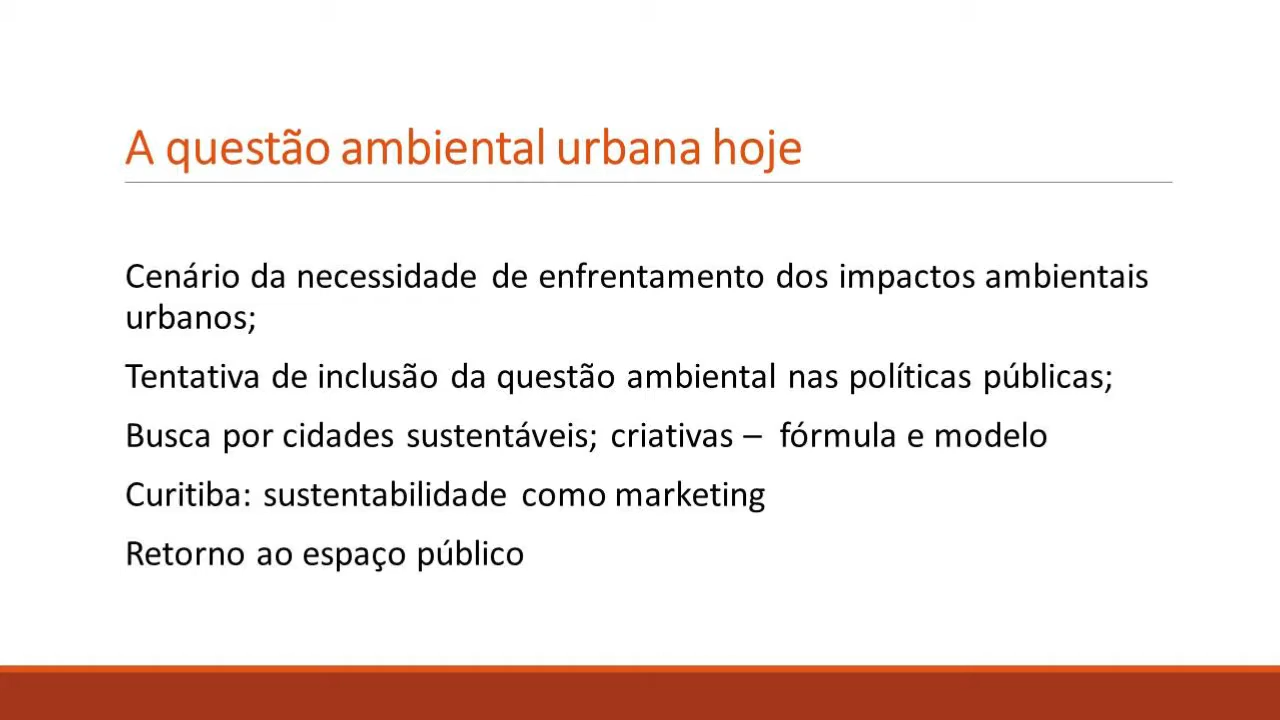 A questão ambiental urbana hoje
Cenário da necessidade de enfrentamento dos impactos ambientais
urbanos;
Tentativa de inclusão da questão ambiental nas políticas públicas;
Busca por cidades sustentáveis; criativas – fórmula e modelo
Curitiba: sustentabilidade como marketing
Retorno ao espaço público